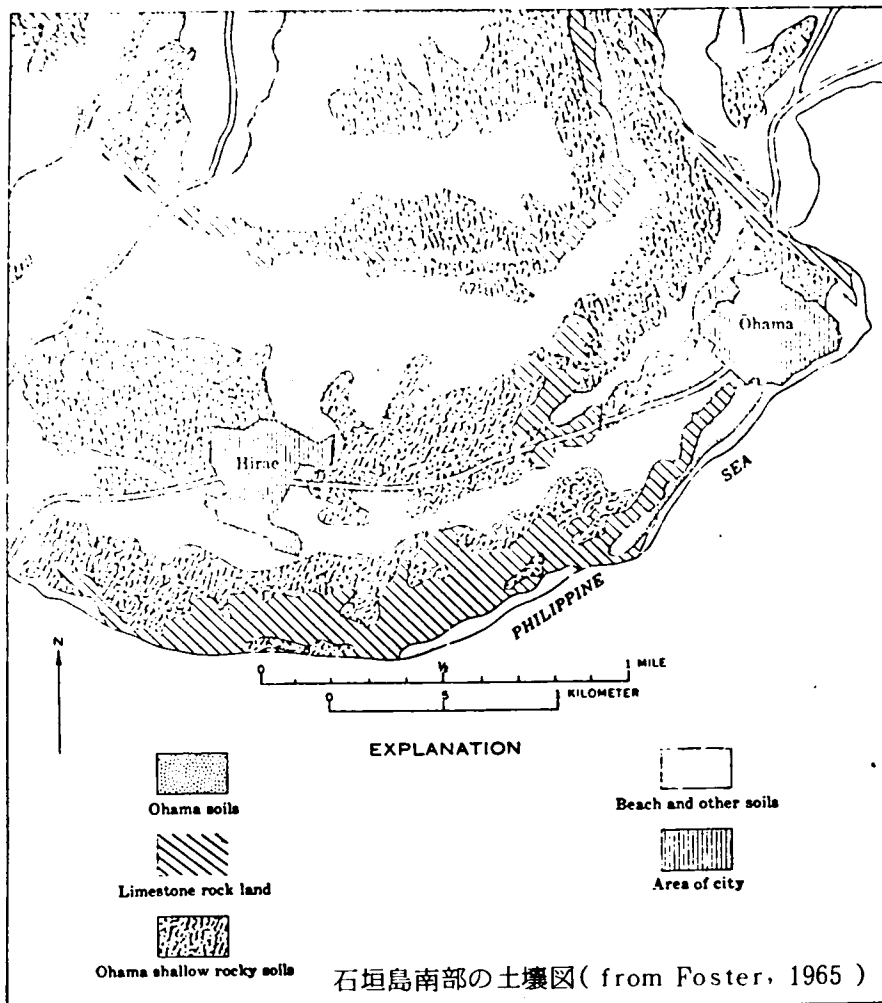 Ōhama
Hirae
SEA
PHILIPPINE
N
0 ½ 1 MILE
0 5 1 KILOMETER
EXPLANATION
Ohama soils
Beach and other soils
Limestone rock land
Area of city
Ohama shallow rocky soils
石垣島南部の土壤図( from Foster, 1965 )